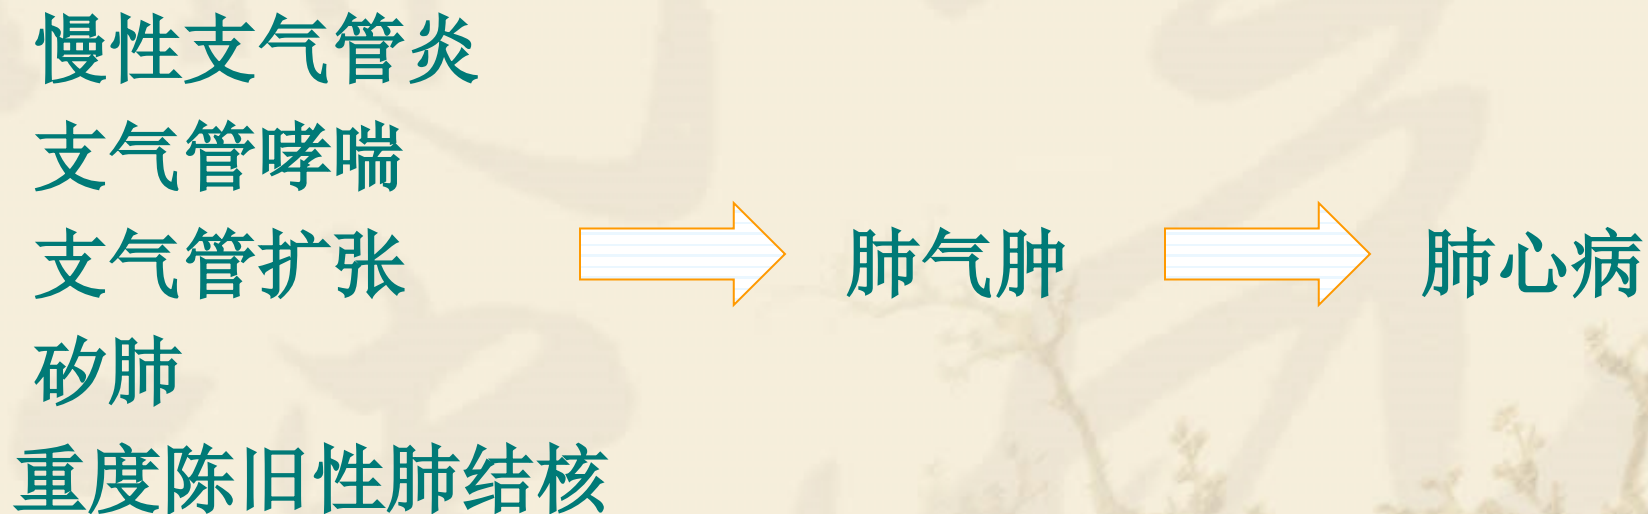 慢性支气管炎
支气管哮喘
支气管扩张
肺气肿
肺心病
矽肺
重度陈旧性肺结核